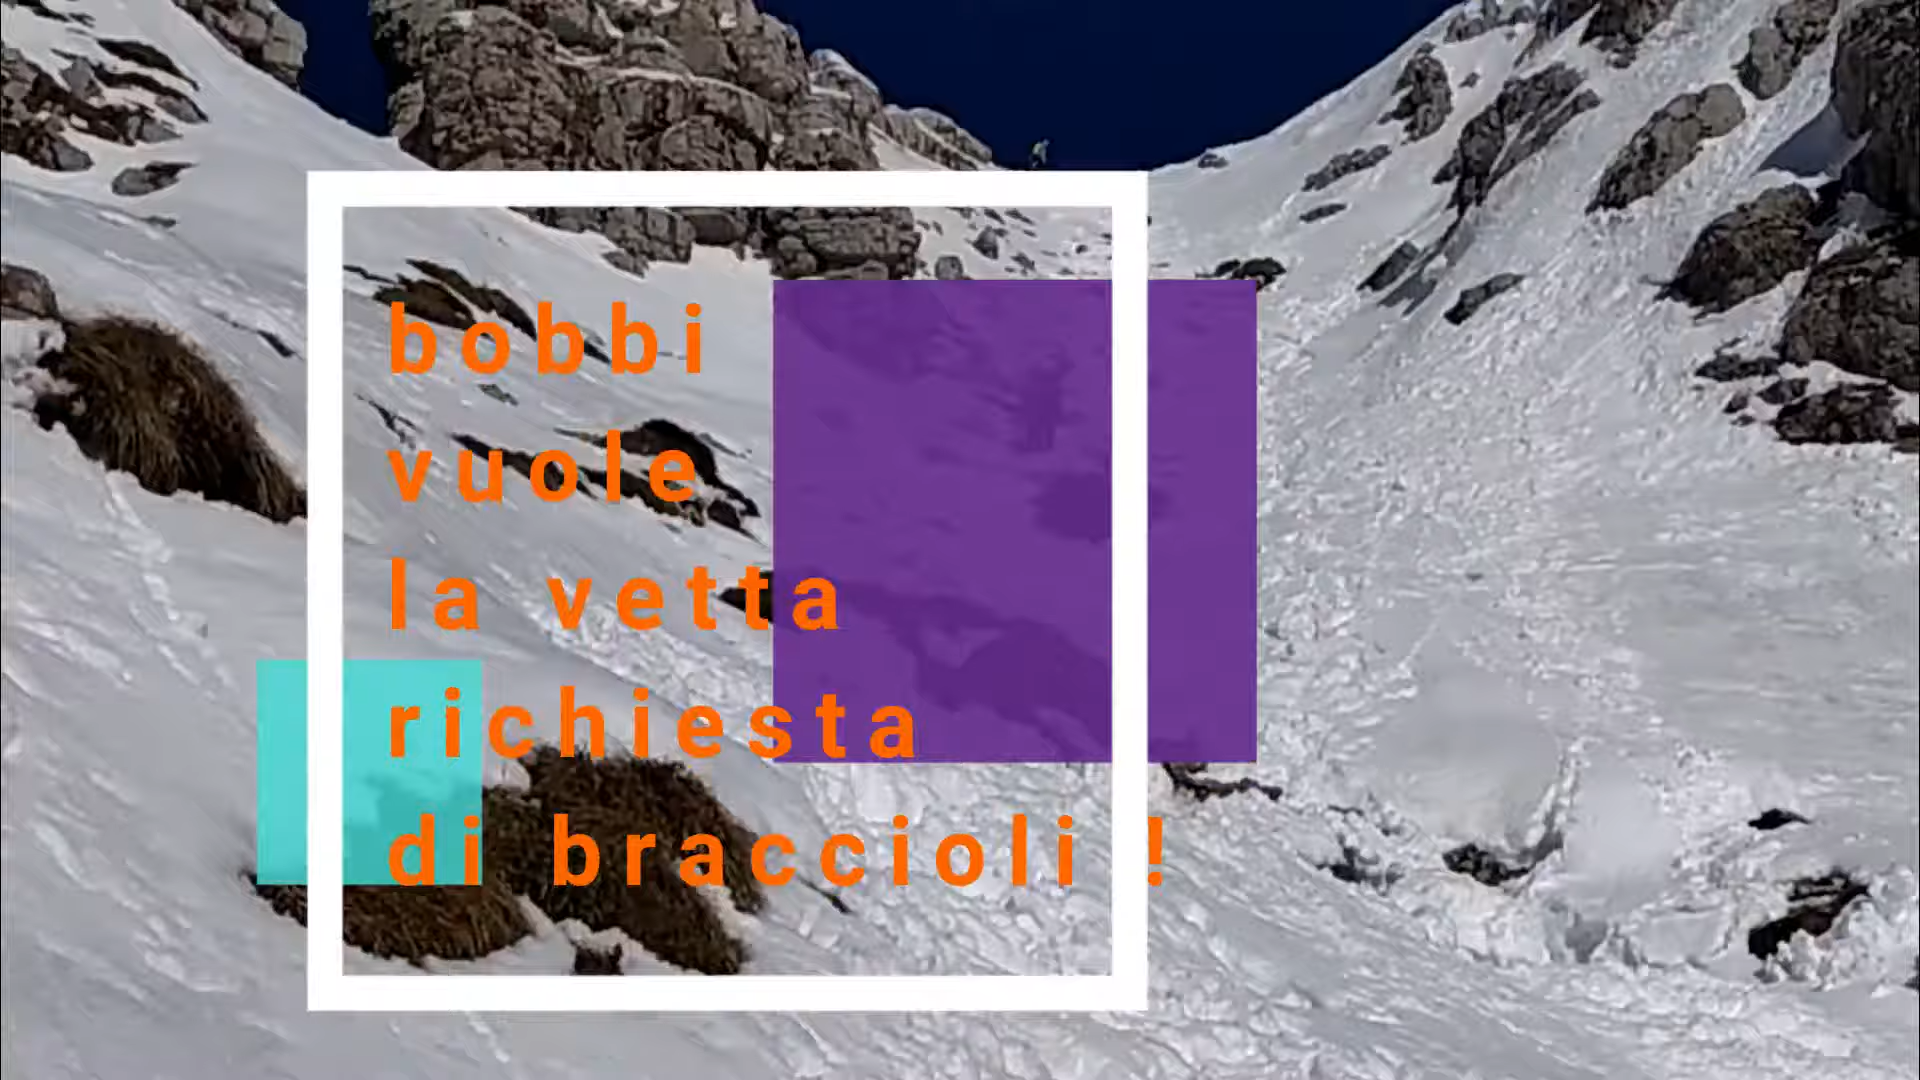 bobbi
vuole
la vetta
richiesta
di braccioli !